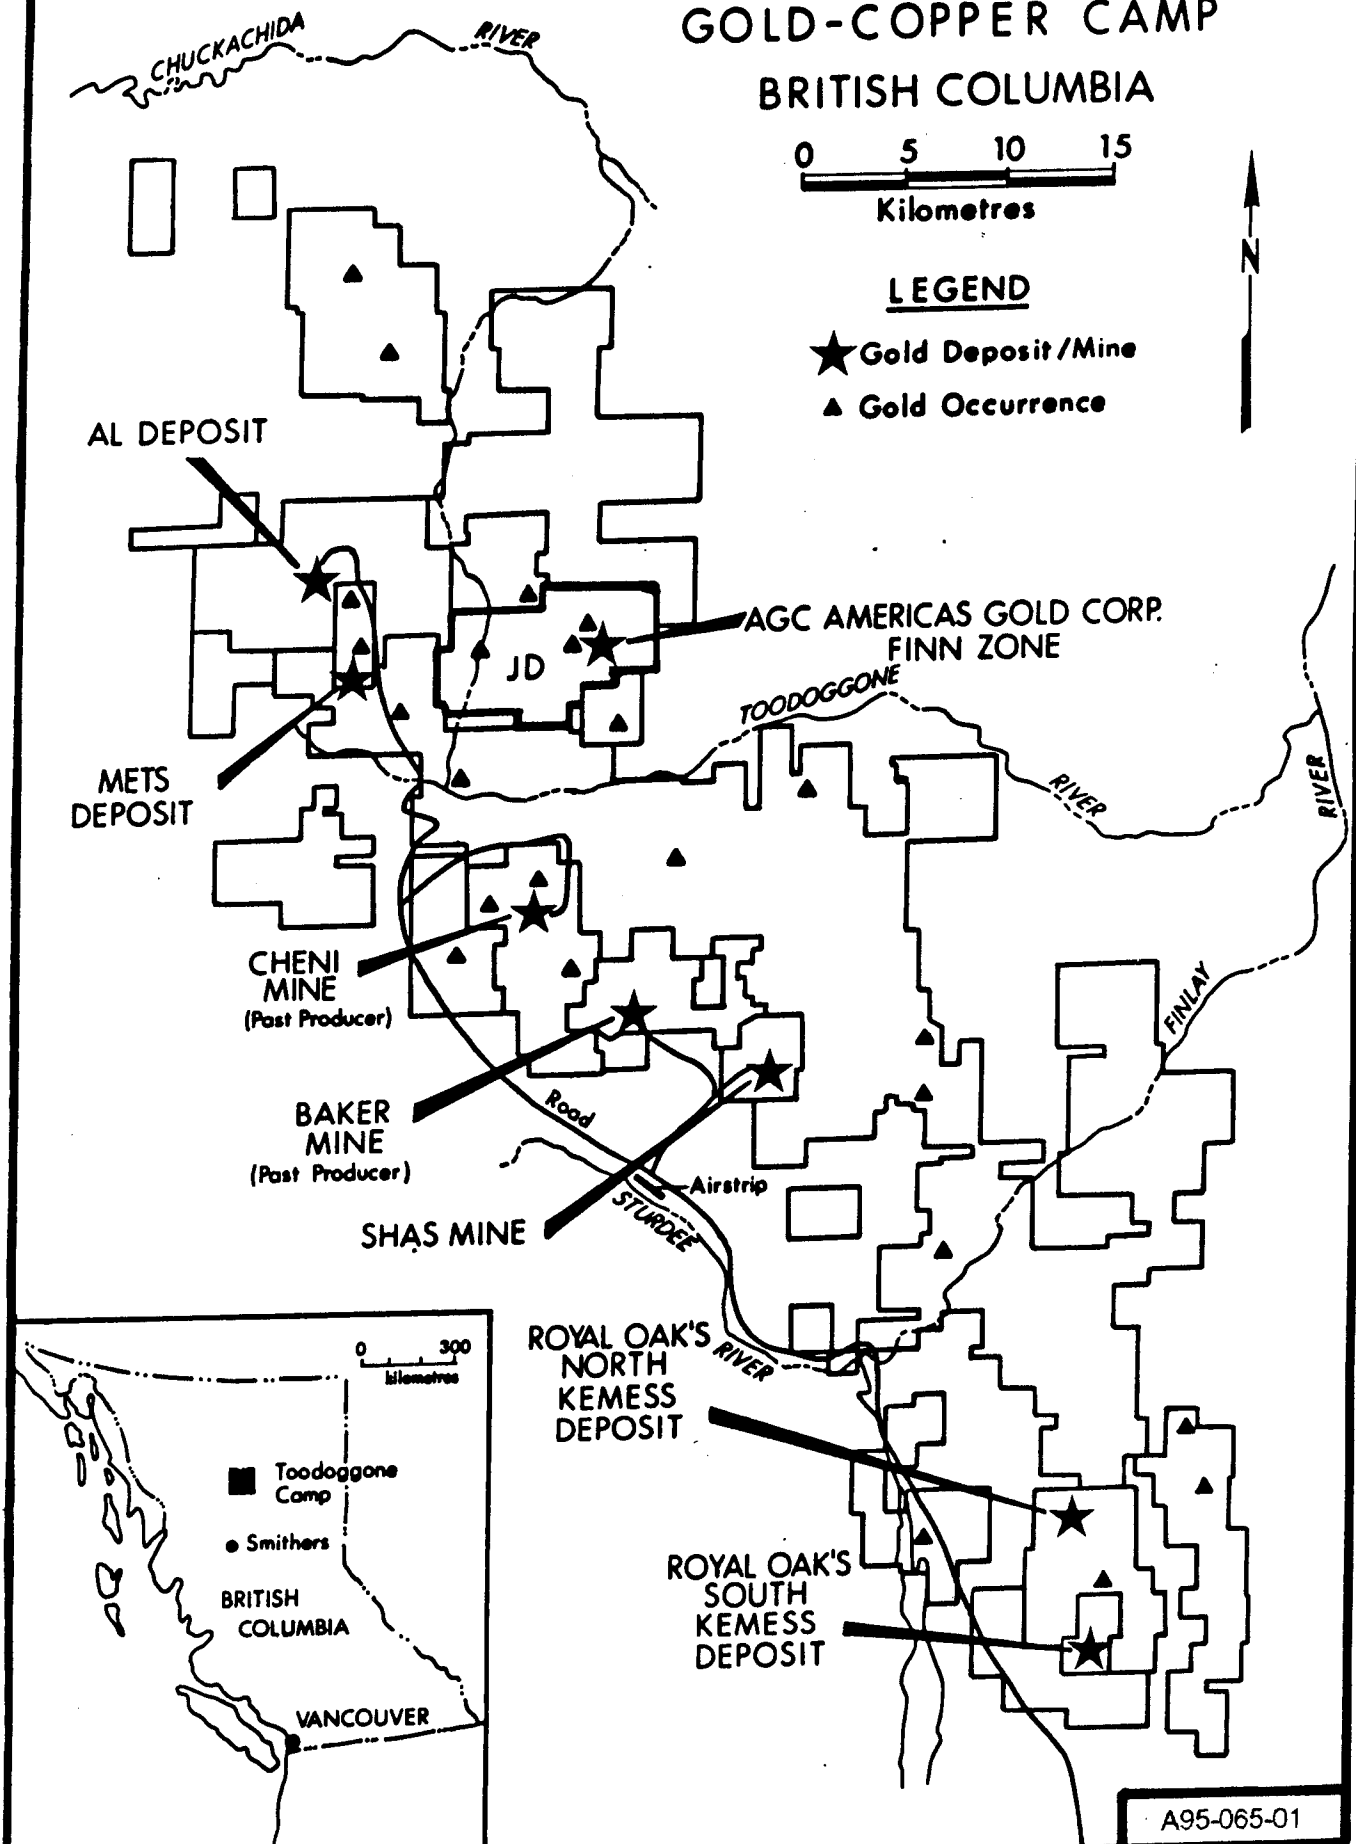 GOLD-COPPER CAMP
BRITISH COLUMBIA
0 5 10 15
Kilometres
N
LEGEND
Gold Deposit/Mine
Gold Occurrence
CHUCKACHIDA RIVER
AL DEPOSIT
AGC AMERICAS GOLD CORP.
FINN ZONE
JD
TOODOGGONE
RIVER
RIVER
FINLAY
METS
DEPOSIT
CHENI
MINE
(Past Producer)
BAKER
MINE
(Past Producer)
Road
Airstrip
SHAS MINE
STURDEE
RIVER
ROYAL OAK'S
NORTH
KEMESS
DEPOSIT
ROYAL OAK'S
SOUTH
KEMESS
DEPOSIT
0 300
kilometres
Toodoggone
Camp
Smithers
BRITISH
COLUMBIA
VANCOUVER
A95-065-01